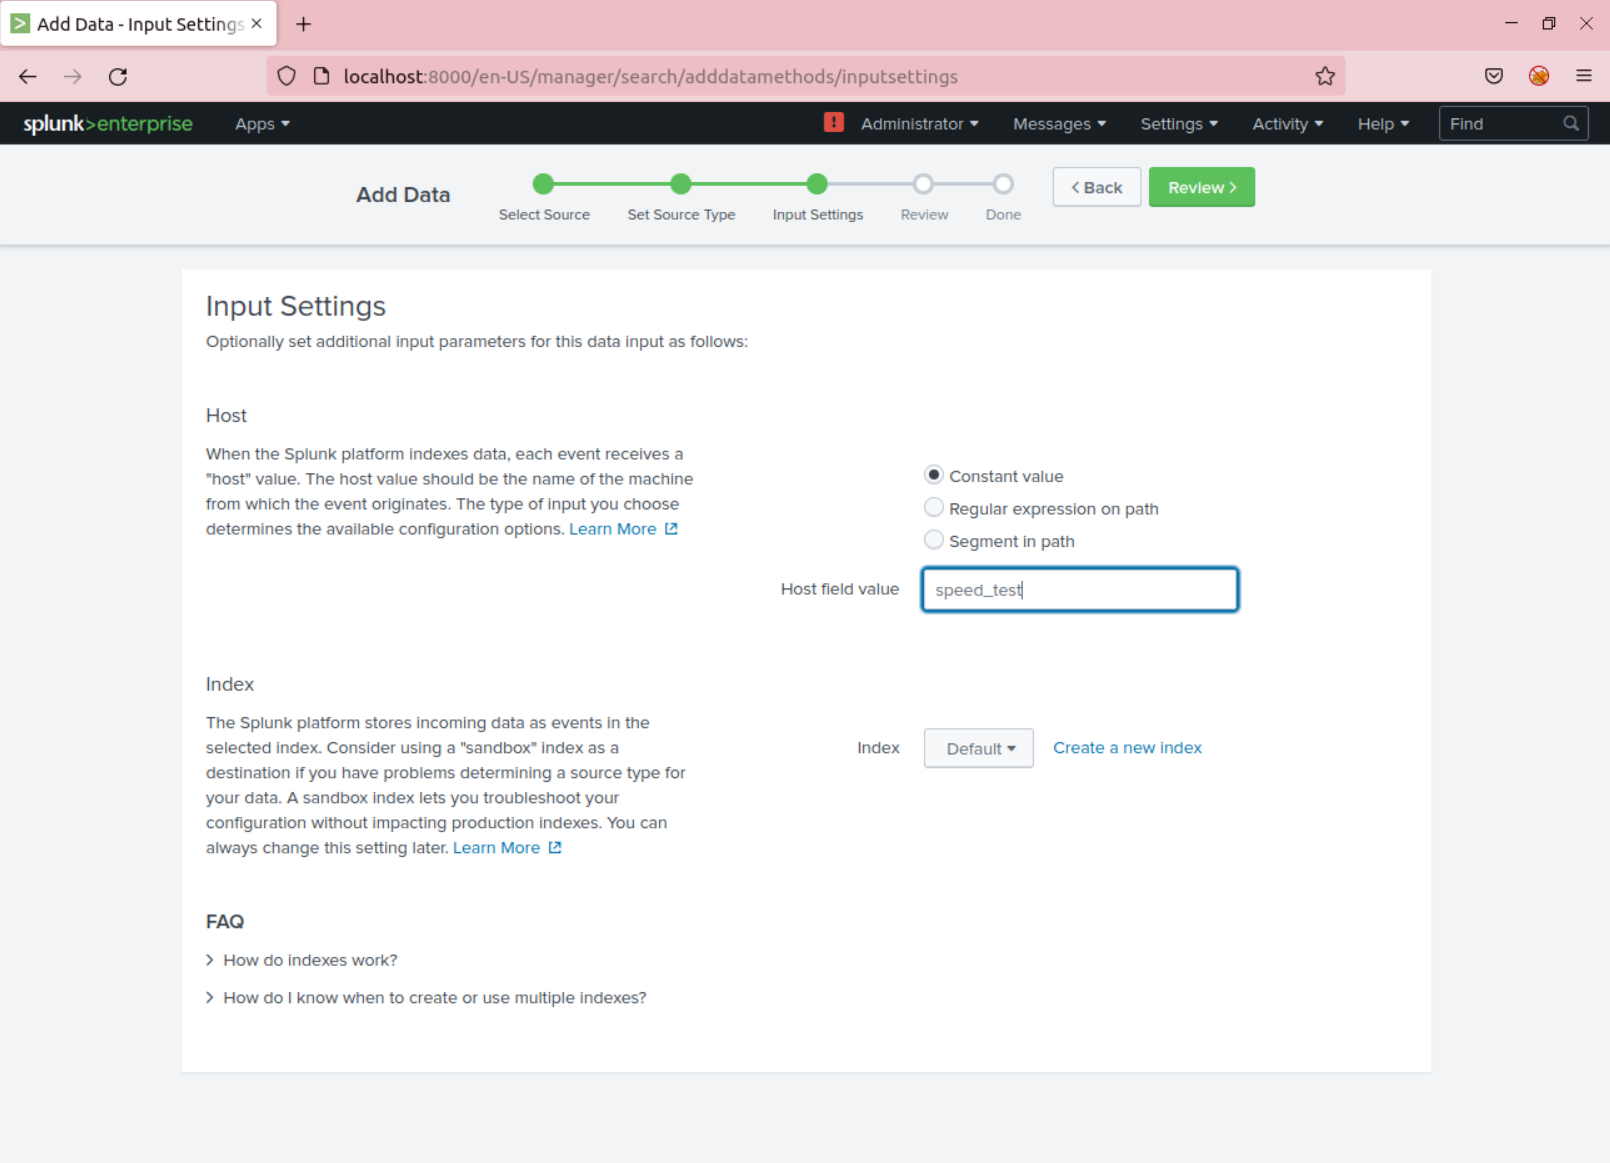 Add Data - Input Settings
localhost:8000/en-US/manager/search/adddatamethods/inputsettings
splunk>enterprise Apps ! Administrator Messages Settings Activity Help Find
Add Data
Select Source Set Source Type Input Settings Review Done
< Back Review >
Input Settings
Optionally set additional input parameters for this data input as follows:
Host
When the Splunk platform indexes data, each event receives a
"host" value. The host value should be the name of the machine
from which the event originates. The type of input you choose
determines the available configuration options. Learn More
Constant value
Regular expression on path
Segment in path
Host field value speed_test
Index
The Splunk platform stores incoming data as events in the
selected index. Consider using a "sandbox" index as a
destination if you have problems determining a source type for
your data. A sandbox index lets you troubleshoot your
configuration without impacting production indexes. You can
always change this setting later. Learn More
Index Default Create a new index
FAQ
> How do indexes work?
> How do I know when to create or use multiple indexes?